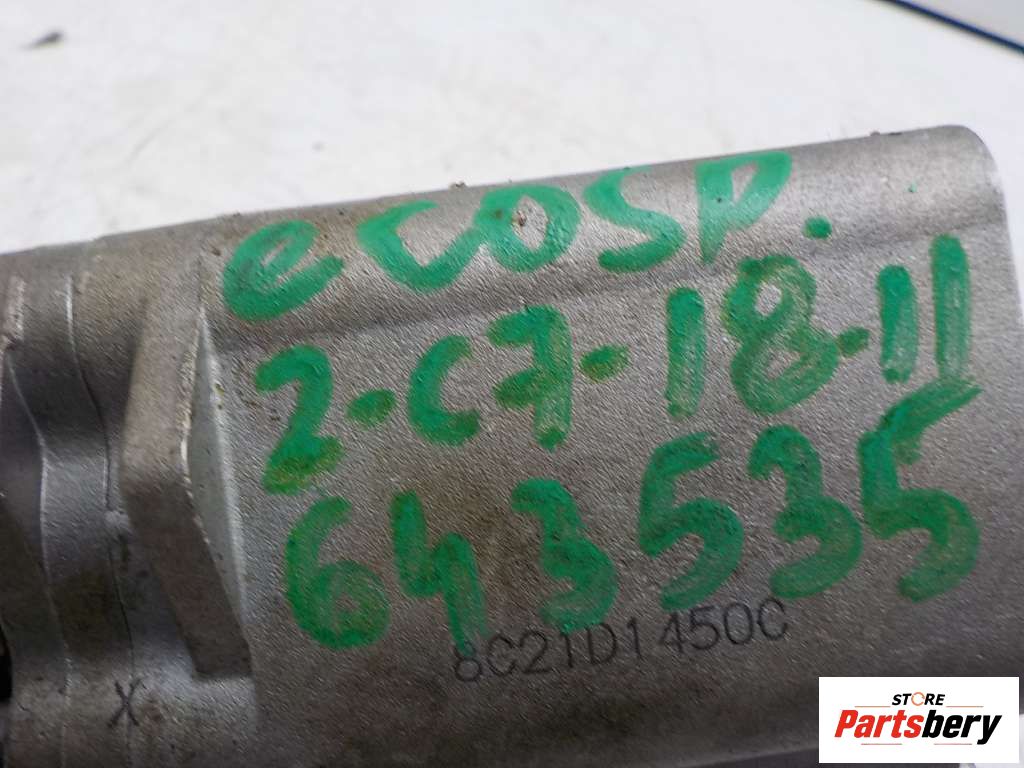 ecosp.
2-C7-18-11
643535
8C21D1450C
X
STORE
Partsbery